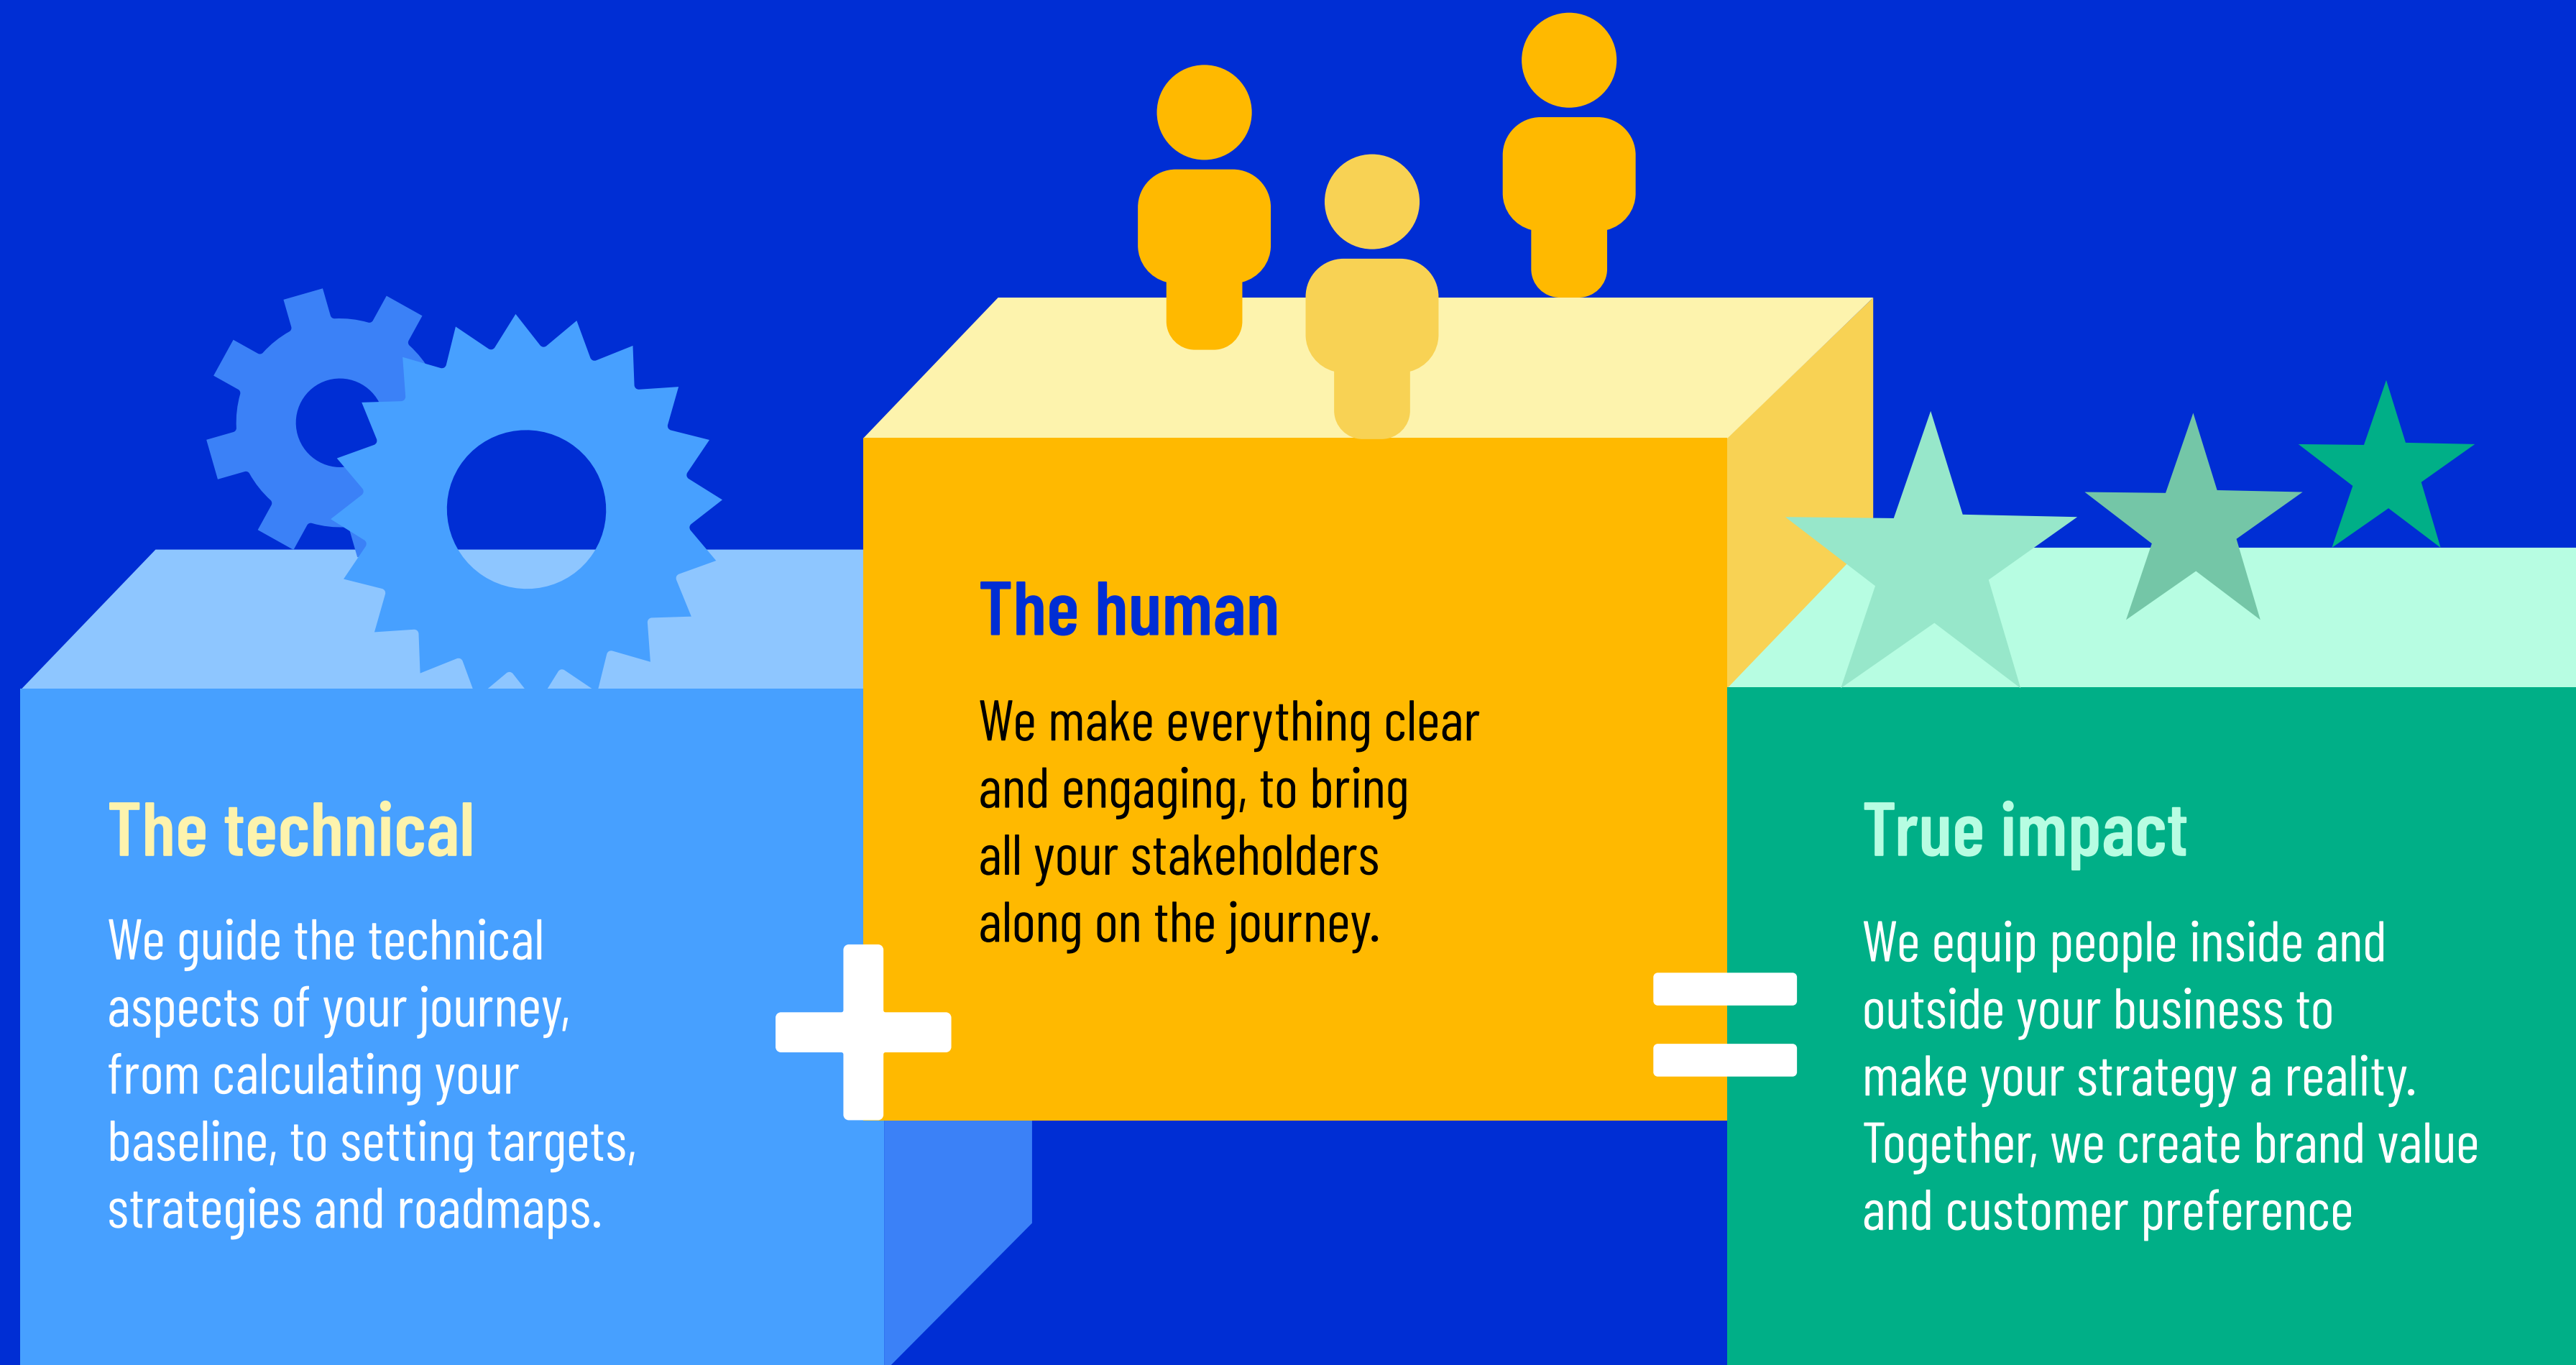 The technical
We guide the technical
aspects of your journey,
from calculating your
baseline, to setting targets,
strategies and roadmaps.
+
The human
We make everything clear
and engaging, to bring
all your stakeholders
along on the journey.
=
True impact
We equip people inside and
outside your business to
make your strategy a reality.
Together, we create brand value
and customer preference